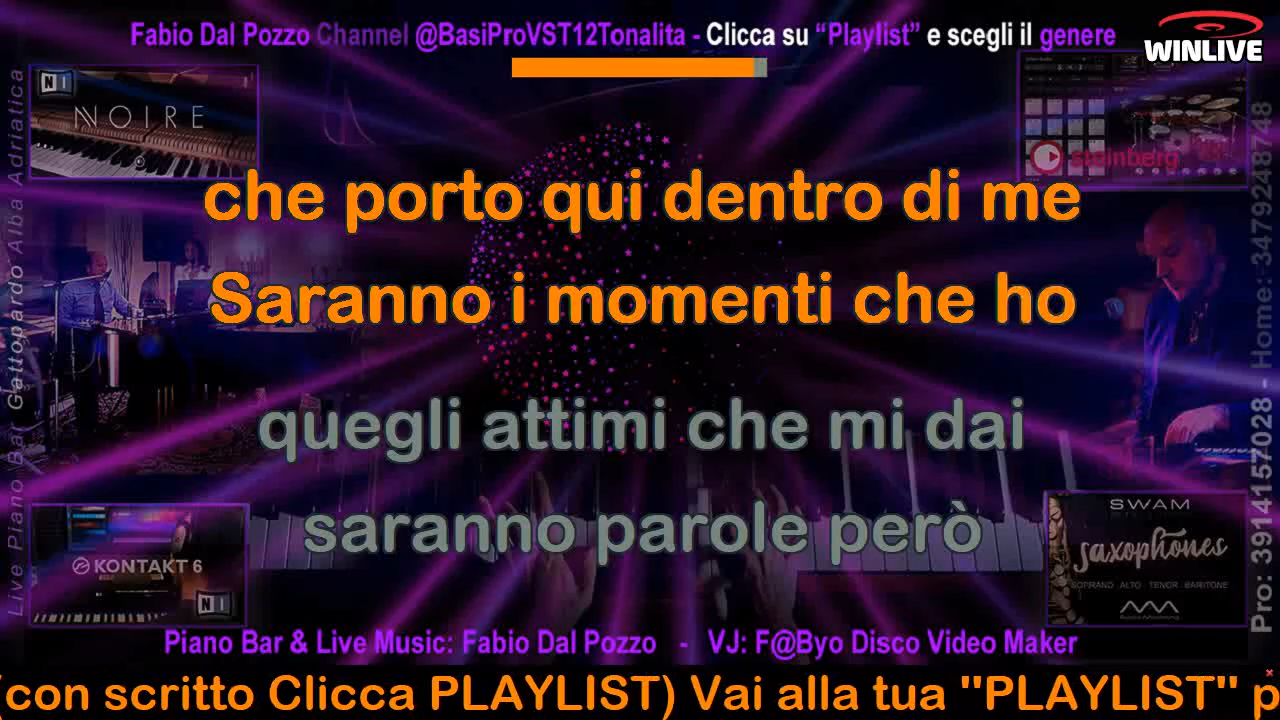 Fabio Dal Pozzo Channel @BasiProVST12Tonalita - Clicca su “Playlist” e scegli il genere
WINLIVE
NI
NOIRE
steinberg
Live Piano Bar Gattopardo Alba Adriatica
Pro: 3914157028 - Home: 3479248748
che porto qui dentro di me
Saranno i momenti che ho
quegli attimi che mi dai
saranno parole però
KONTAKT 6
NI
SWAM
saxophones
SOPRANO ALTO TENOR BARITONE
Piano Bar & Live Music: Fabio Dal Pozzo - VJ: F@Byo Disco Video Maker
(con scritto Clicca PLAYLIST) Vai alla tua "PLAYLIST" p